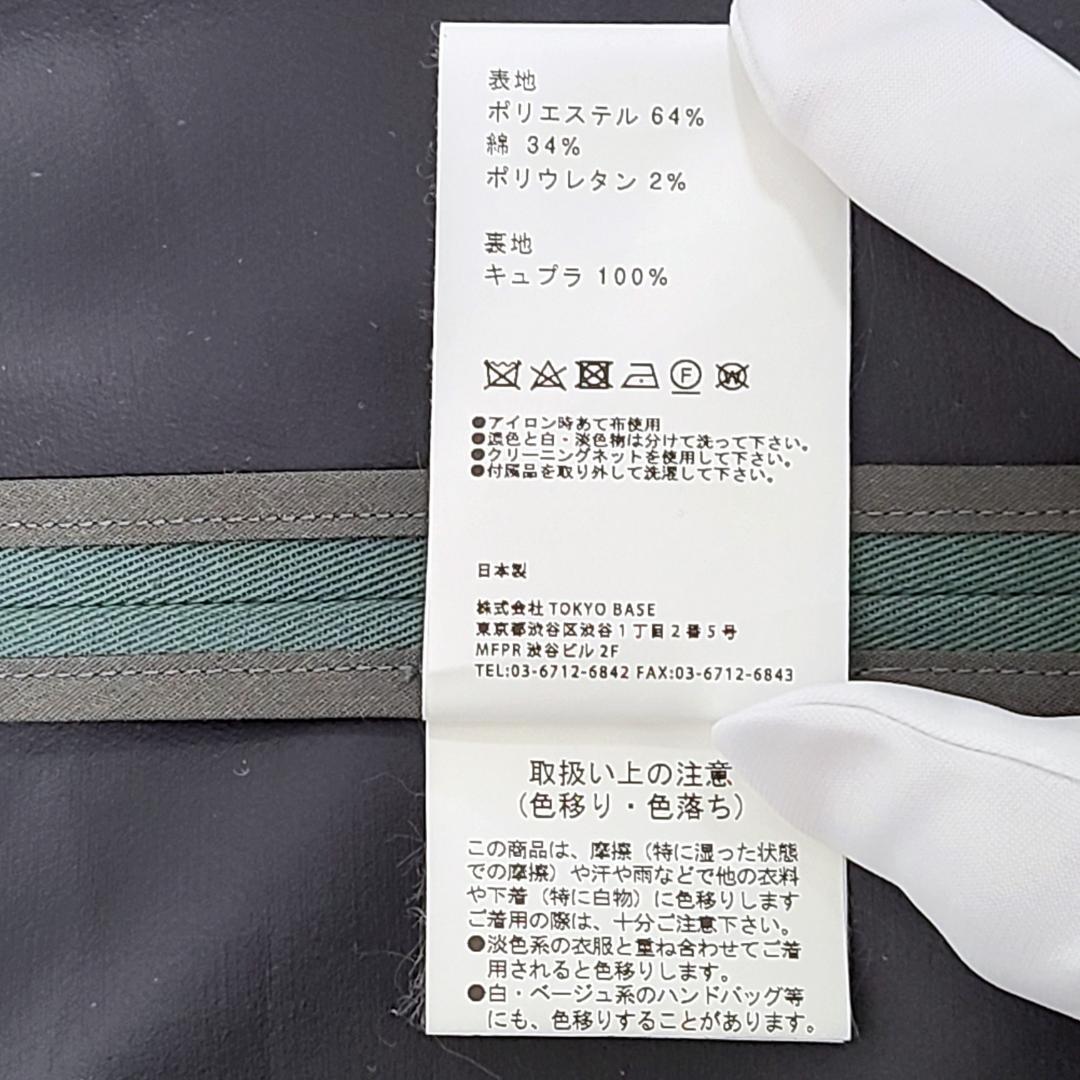 表地
ポリエステル 64%
綿 34%
ポリウレタン 2%
裏地
キュプラ 100%
F W
●アイロン時あて布使用
●濃色と白・淡色物は分けて洗って下さい。
●クリーニングネットを使用して下さい。
●付属品を取り外して洗濯して下さい。
日本製
株式会社 TOKYO BASE
東京都渋谷区渋谷1丁目2番5号
MFPR 渋谷ビル 2F
TEL:03-6712-6842 FAX:03-6712-6843
取扱い上の注意
(色移り・色落ち)
この商品は、摩擦(特に湿った状態
での摩擦)や汗や雨などで他の衣料
や下着(特に白物)に色移りします
ご着用の際は、十分ご注意下さい。
●淡色系の衣服と重ね合わせてご着
用されると色移りします。
●白・ベージュ系のハンドバッグ等
にも、色移りすることがあります。